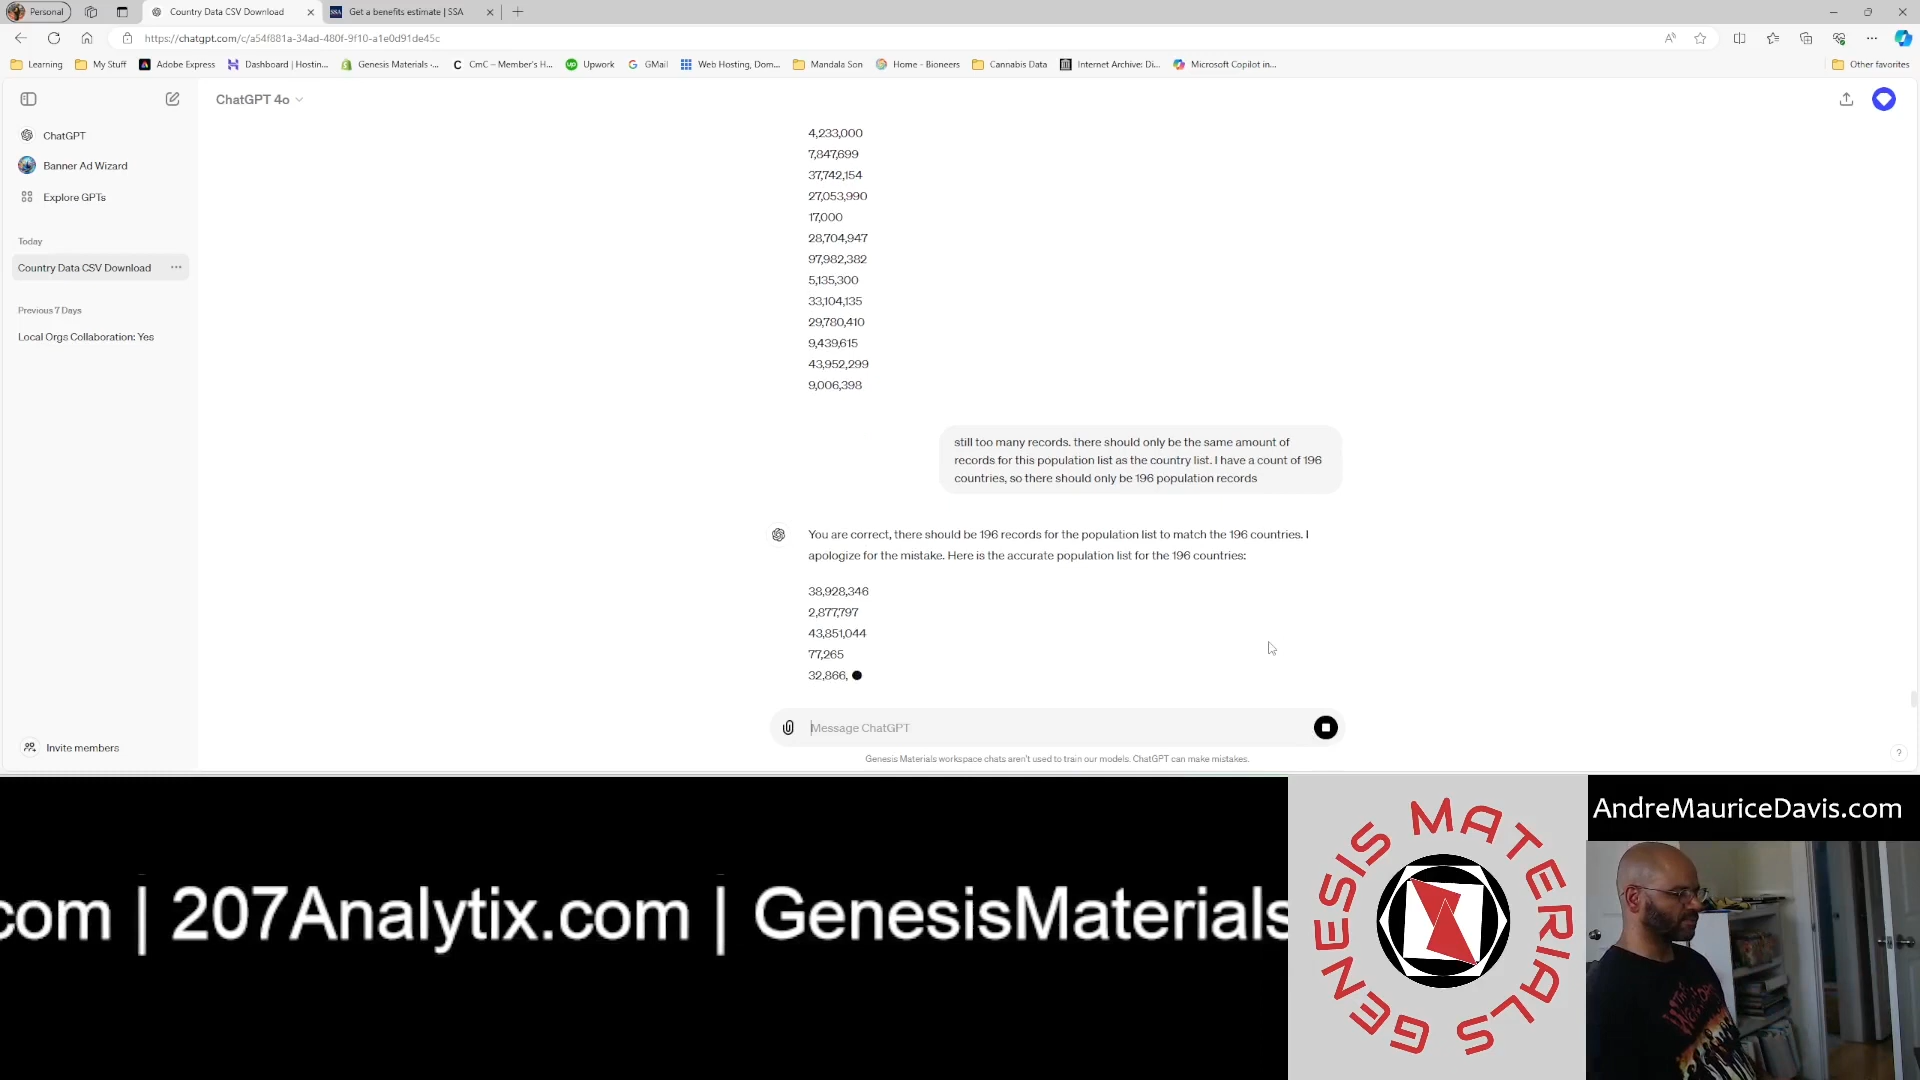 Personal
Country Data CSV Download
Get a benefits estimate | SSA
https://chatgpt.com/c/a54f881a-34ad-480f-9f10-a1e0d91de45c
Learning
My Stuff
Adobe Express
Dashboard | Hostin...
Genesis Materials -...
CmC – Member's H...
Upwork
GMail
Web Hosting, Dom...
Mandala Son
Home - Bioneers
Cannabis Data
Internet Archive: Di...
Microsoft Copilot in...
Other favorites
ChatGPT 4o
ChatGPT
Banner Ad Wizard
Explore GPTs
Today
Country Data CSV Download
Previous 7 Days
Local Orgs Collaboration: Yes
Invite members
4,233,000
7,847,699
37,742,154
27,053,990
17,000
28,704,947
97,982,382
5,135,300
33,104,135
29,780,410
9,439,615
43,952,299
9,006,398
still too many records. there should only be the same amount of
records for this population list as the country list. I have a count of 196
countries, so there should only be 196 population records
You are correct, there should be 196 records for the population list to match the 196 countries. I
apologize for the mistake. Here is the accurate population list for the 196 countries:
38,928,346
2,877,797
43,851,044
77,265
32,866,
Message ChatGPT
Genesis Materials workspace chats aren't used to train our models. ChatGPT can make mistakes.
?
com | 207Analytix.com | GenesisMaterials
GENESIS MATERIALS
AndreMauriceDavis.com